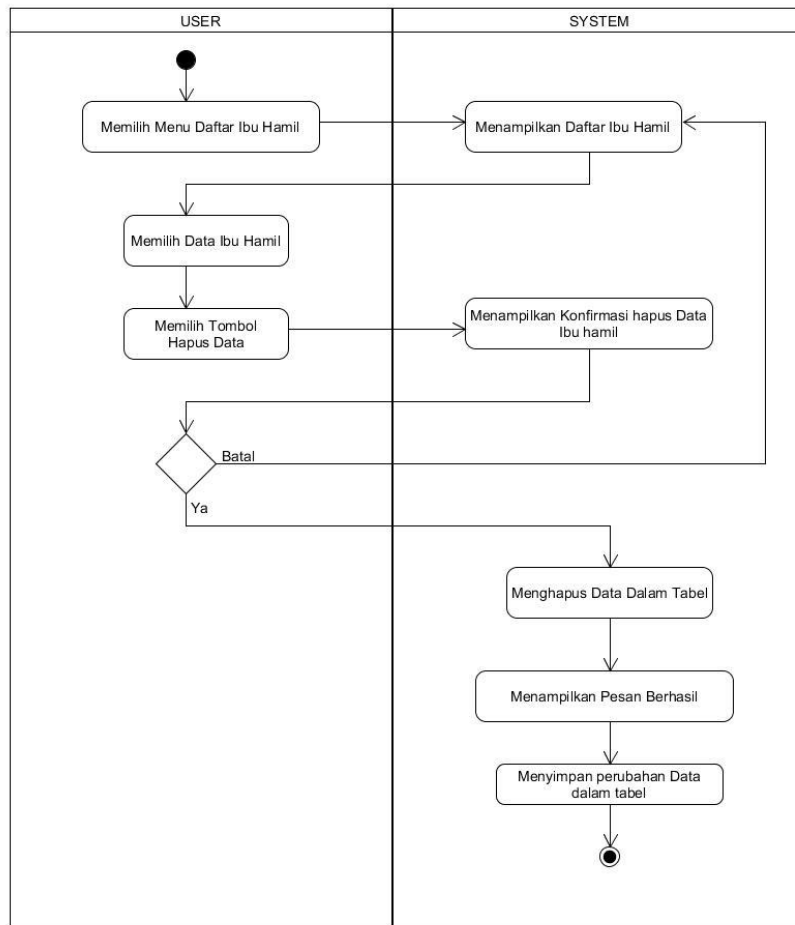 USER
SYSTEM
Memilih Menu Daftar Ibu Hamil
Menampilkan Daftar Ibu Hamil
Memilih Data Ibu Hamil
Memilih Tombol
Hapus Data
Menampilkan Konfirmasi hapus Data
Ibu hamil
Batal
Ya
Menghapus Data Dalam Tabel
Menampilkan Pesan Berhasil
Menyimpan perubahan Data
dalam tabel